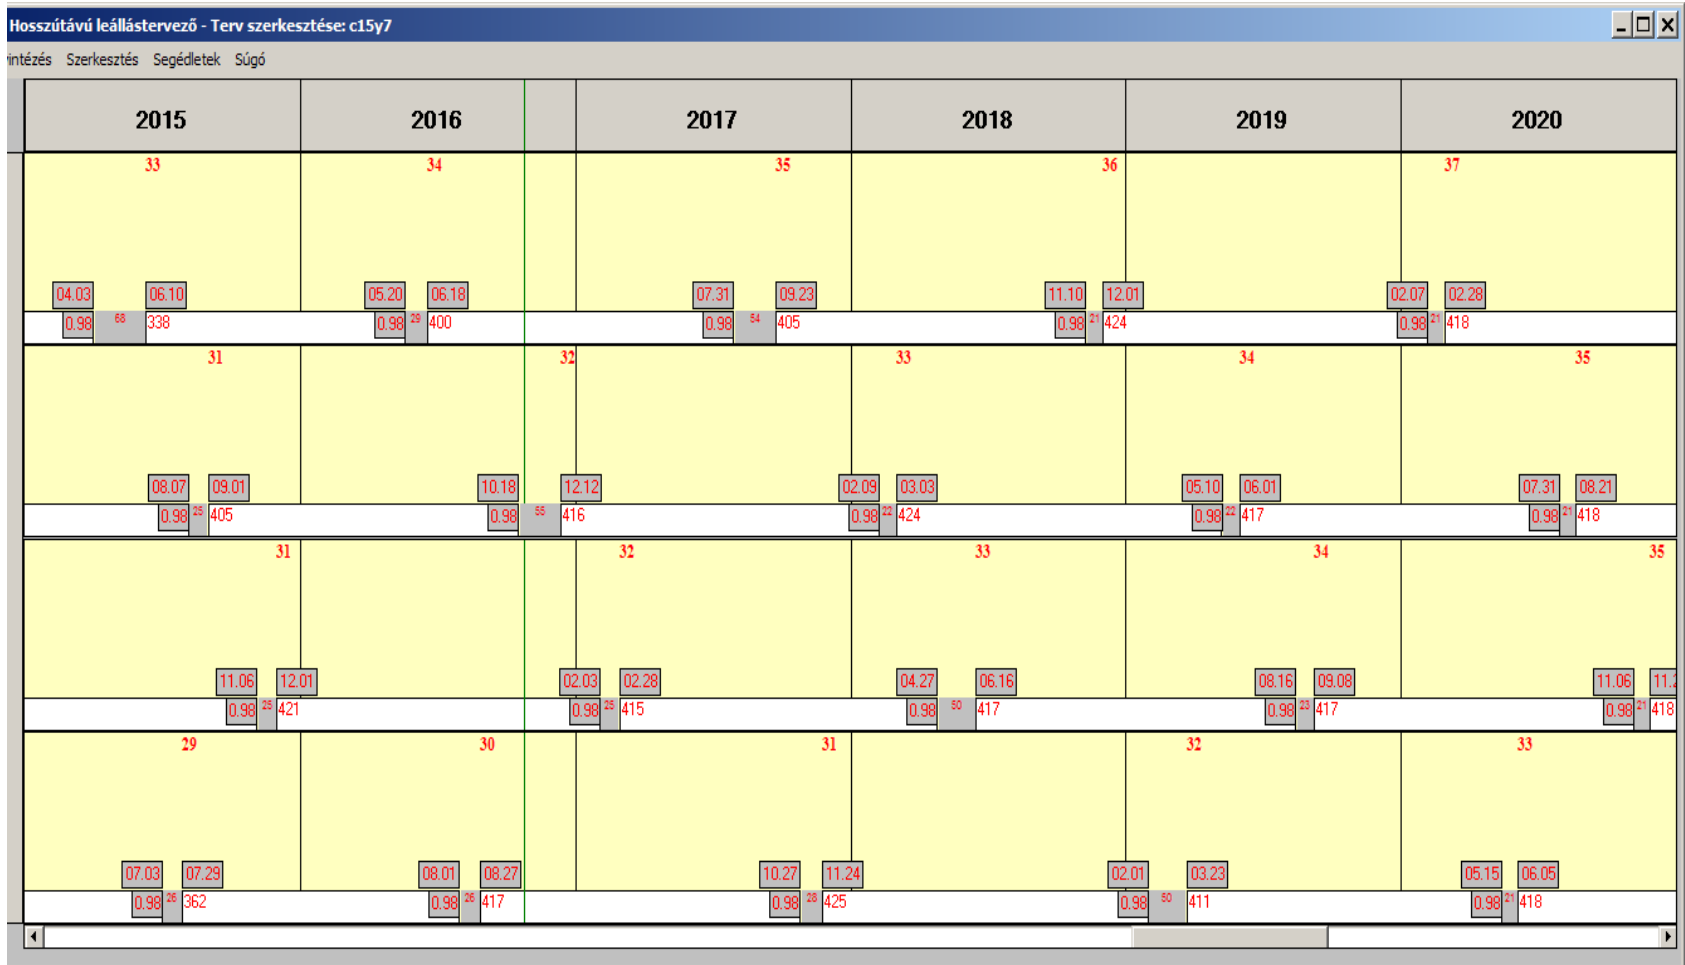 Hosszútávú leállástervező - Terv szerkesztése: c15y7
intézés Szerkesztés Segédletek Súgó
2015 2016 2017 2018 2019 2020
33 34 35 36 37
04.03 06.10 05.20 06.18 07.31 09.23 11.10 12.01 02.07 02.28
0.98 68 338 0.98 29 400 0.98 54 405 0.98 21 424 0.98 21 418
31 32 33 34 35
08.07 09.01 10.18 12.12 02.09 03.03 05.10 06.01 07.31 08.21
0.98 25 405 0.98 55 416 0.98 22 424 0.98 22 417 0.98 21 418
31 32 33 34 35
11.06 12.01 02.03 02.28 04.27 06.16 08.16 09.08 11.06 11.2
0.98 25 421 0.98 25 415 0.98 50 417 0.98 23 417 0.98 21 418
29 30 31 32 33
07.03 07.29 08.01 08.27 10.27 11.24 02.01 03.23 05.15 06.05
0.98 26 362 0.98 26 417 0.98 28 425 0.98 50 411 0.98 21 418